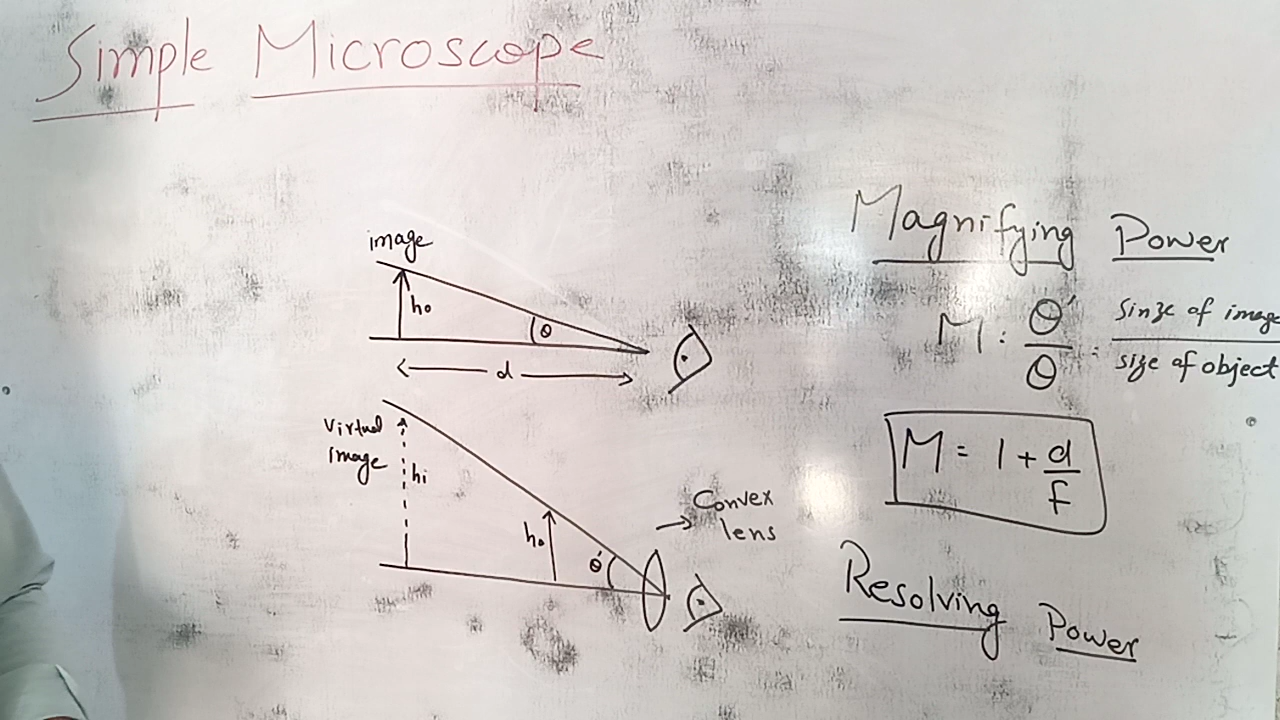 Simple Microscope
image
ho
θ
d
Virtual
image
hi
ho
θ'
→ Convex
lens
Magnifying Power
M : θ'/θ = sinze of image/size of object
M = 1 + d/f
Resolving Power